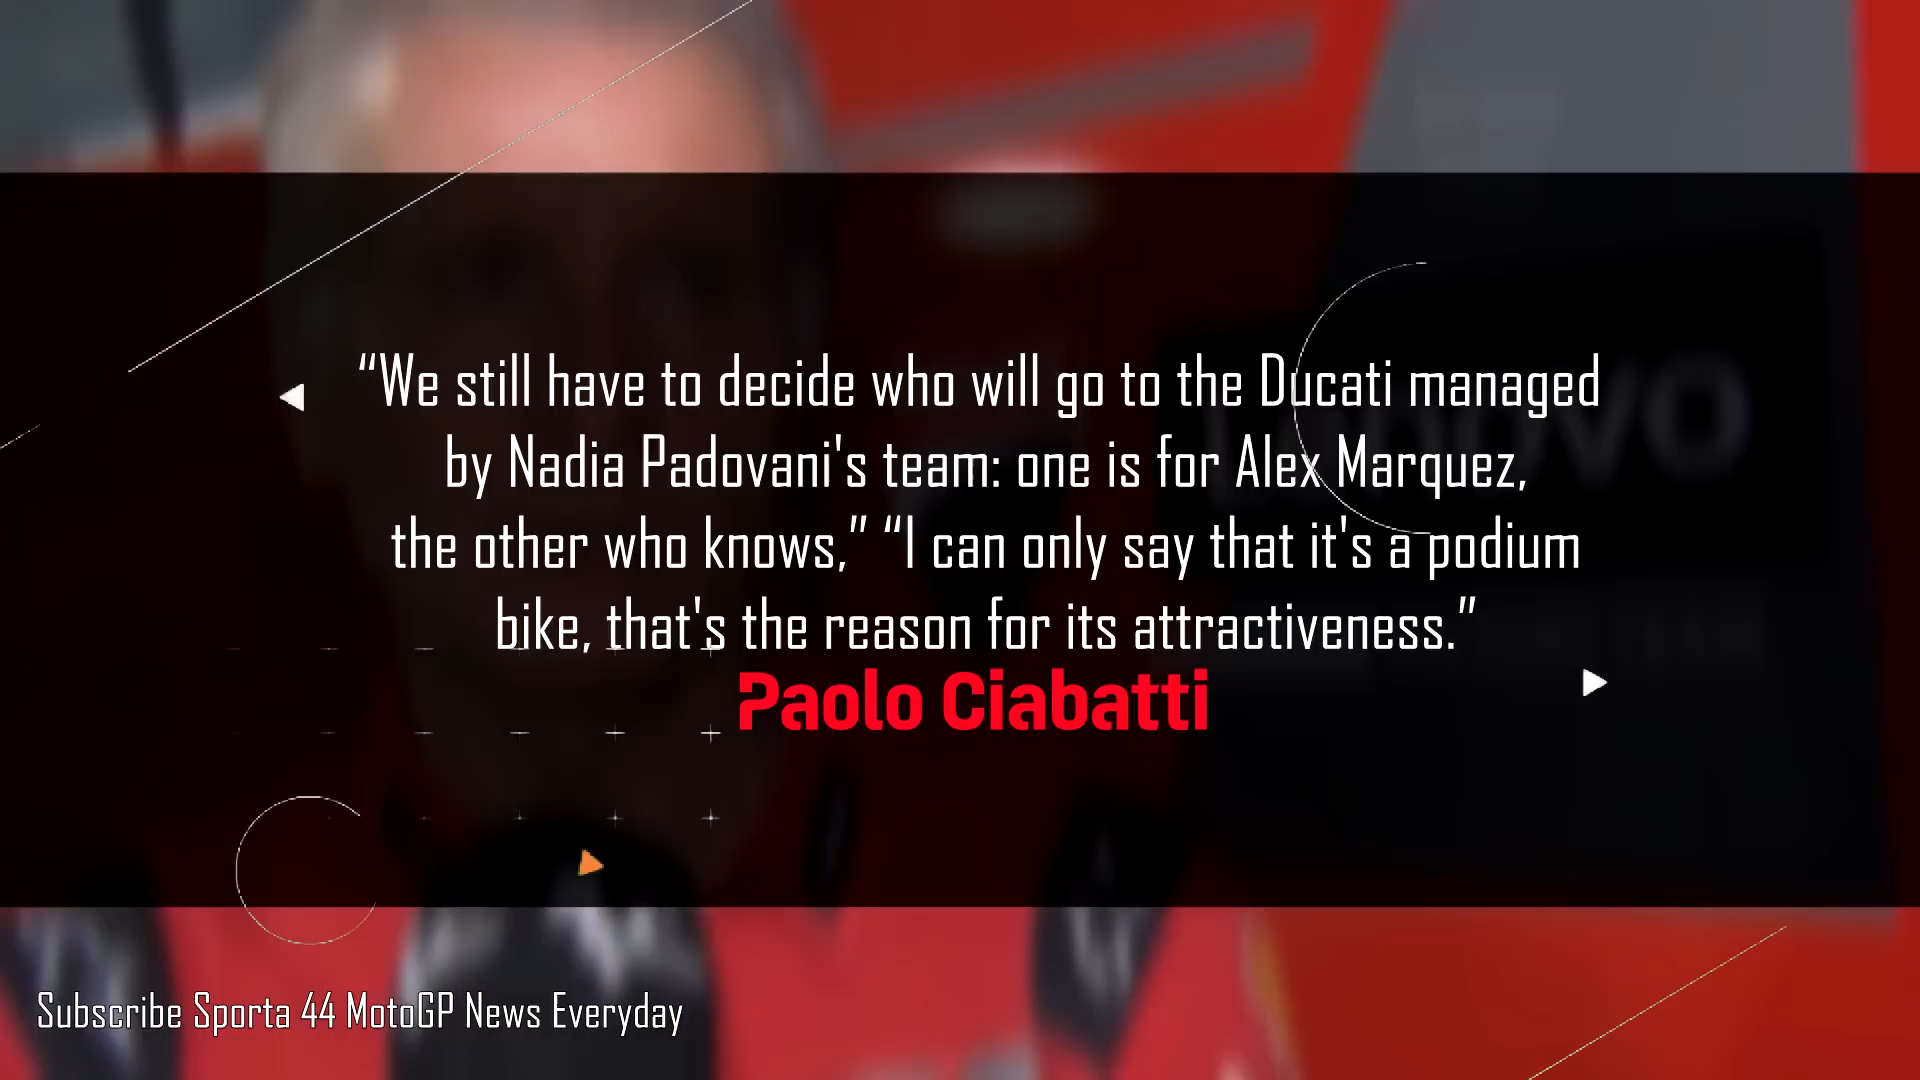 “We still have to decide who will go to the Ducati managed
by Nadia Padovani's team: one is for Alex Marquez,
the other who knows,” “I can only say that it's a podium
bike, that's the reason for its attractiveness.”
Paolo Ciabatti
Subscribe Sporta 44 MotoGP News Everyday